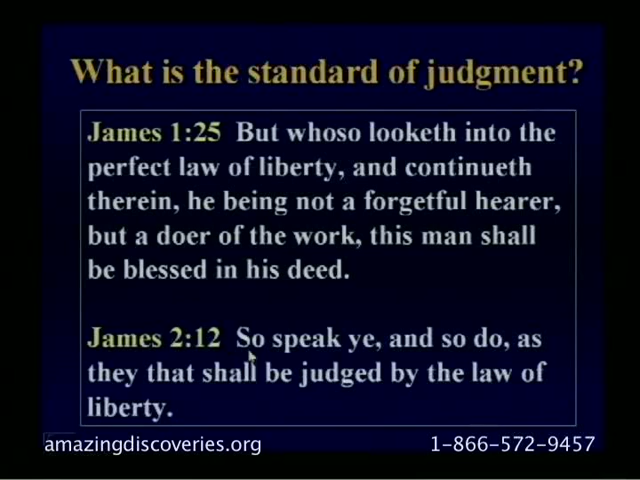 What is the standard of judgment?
James 1:25 But whoso looketh into the
perfect law of liberty, and continueth
therein, he being not a forgetful hearer,
but a doer of the work, this man shall
be blessed in his deed.
James 2:12 So speak ye, and so do, as
they that shall be judged by the law of
liberty.
amazingdiscoveries.org 1-866-572-9457